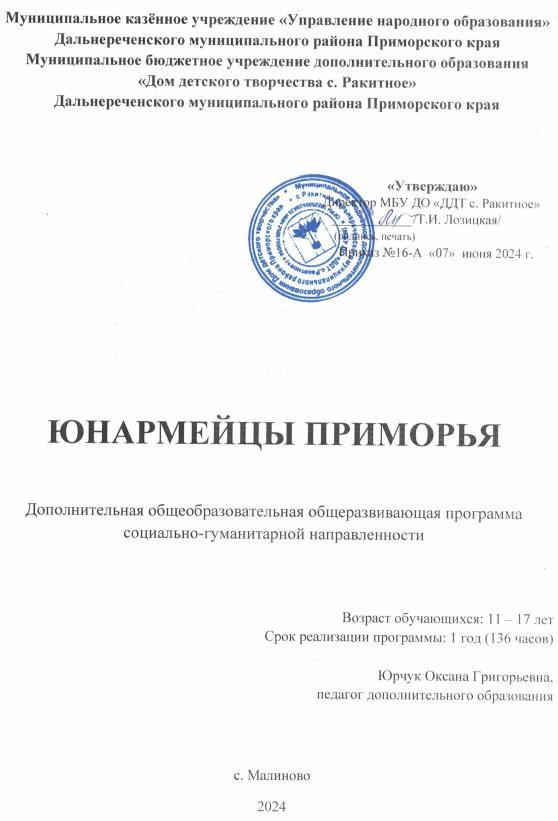 Муниципальное казённое учреждение «Управление народного образования»
Дальнереченского муниципального района Приморского края
Муниципальное бюджетное учреждение дополнительного образования
«Дом детского творчества с. Ракитное»
Дальнереченского муниципального района Приморского края
«Утверждаю»
Директор МБУ ДО «ДДТ с. Ракитное»
/Т.И. Лозицкая/
(подпись, печать)
Приказ №16-А «07» июня 2024 г.
ЮНАРМЕЙЦЫ ПРИМОРЬЯ
Дополнительная общеобразовательная общеразвивающая программа
социально-гуманитарной направленности
Возраст обучающихся: 11 – 17 лет
Срок реализации программы: 1 год (136 часов)
Юрчук Оксана Григорьевна,
педагог дополнительного образования
с. Малиново
2024